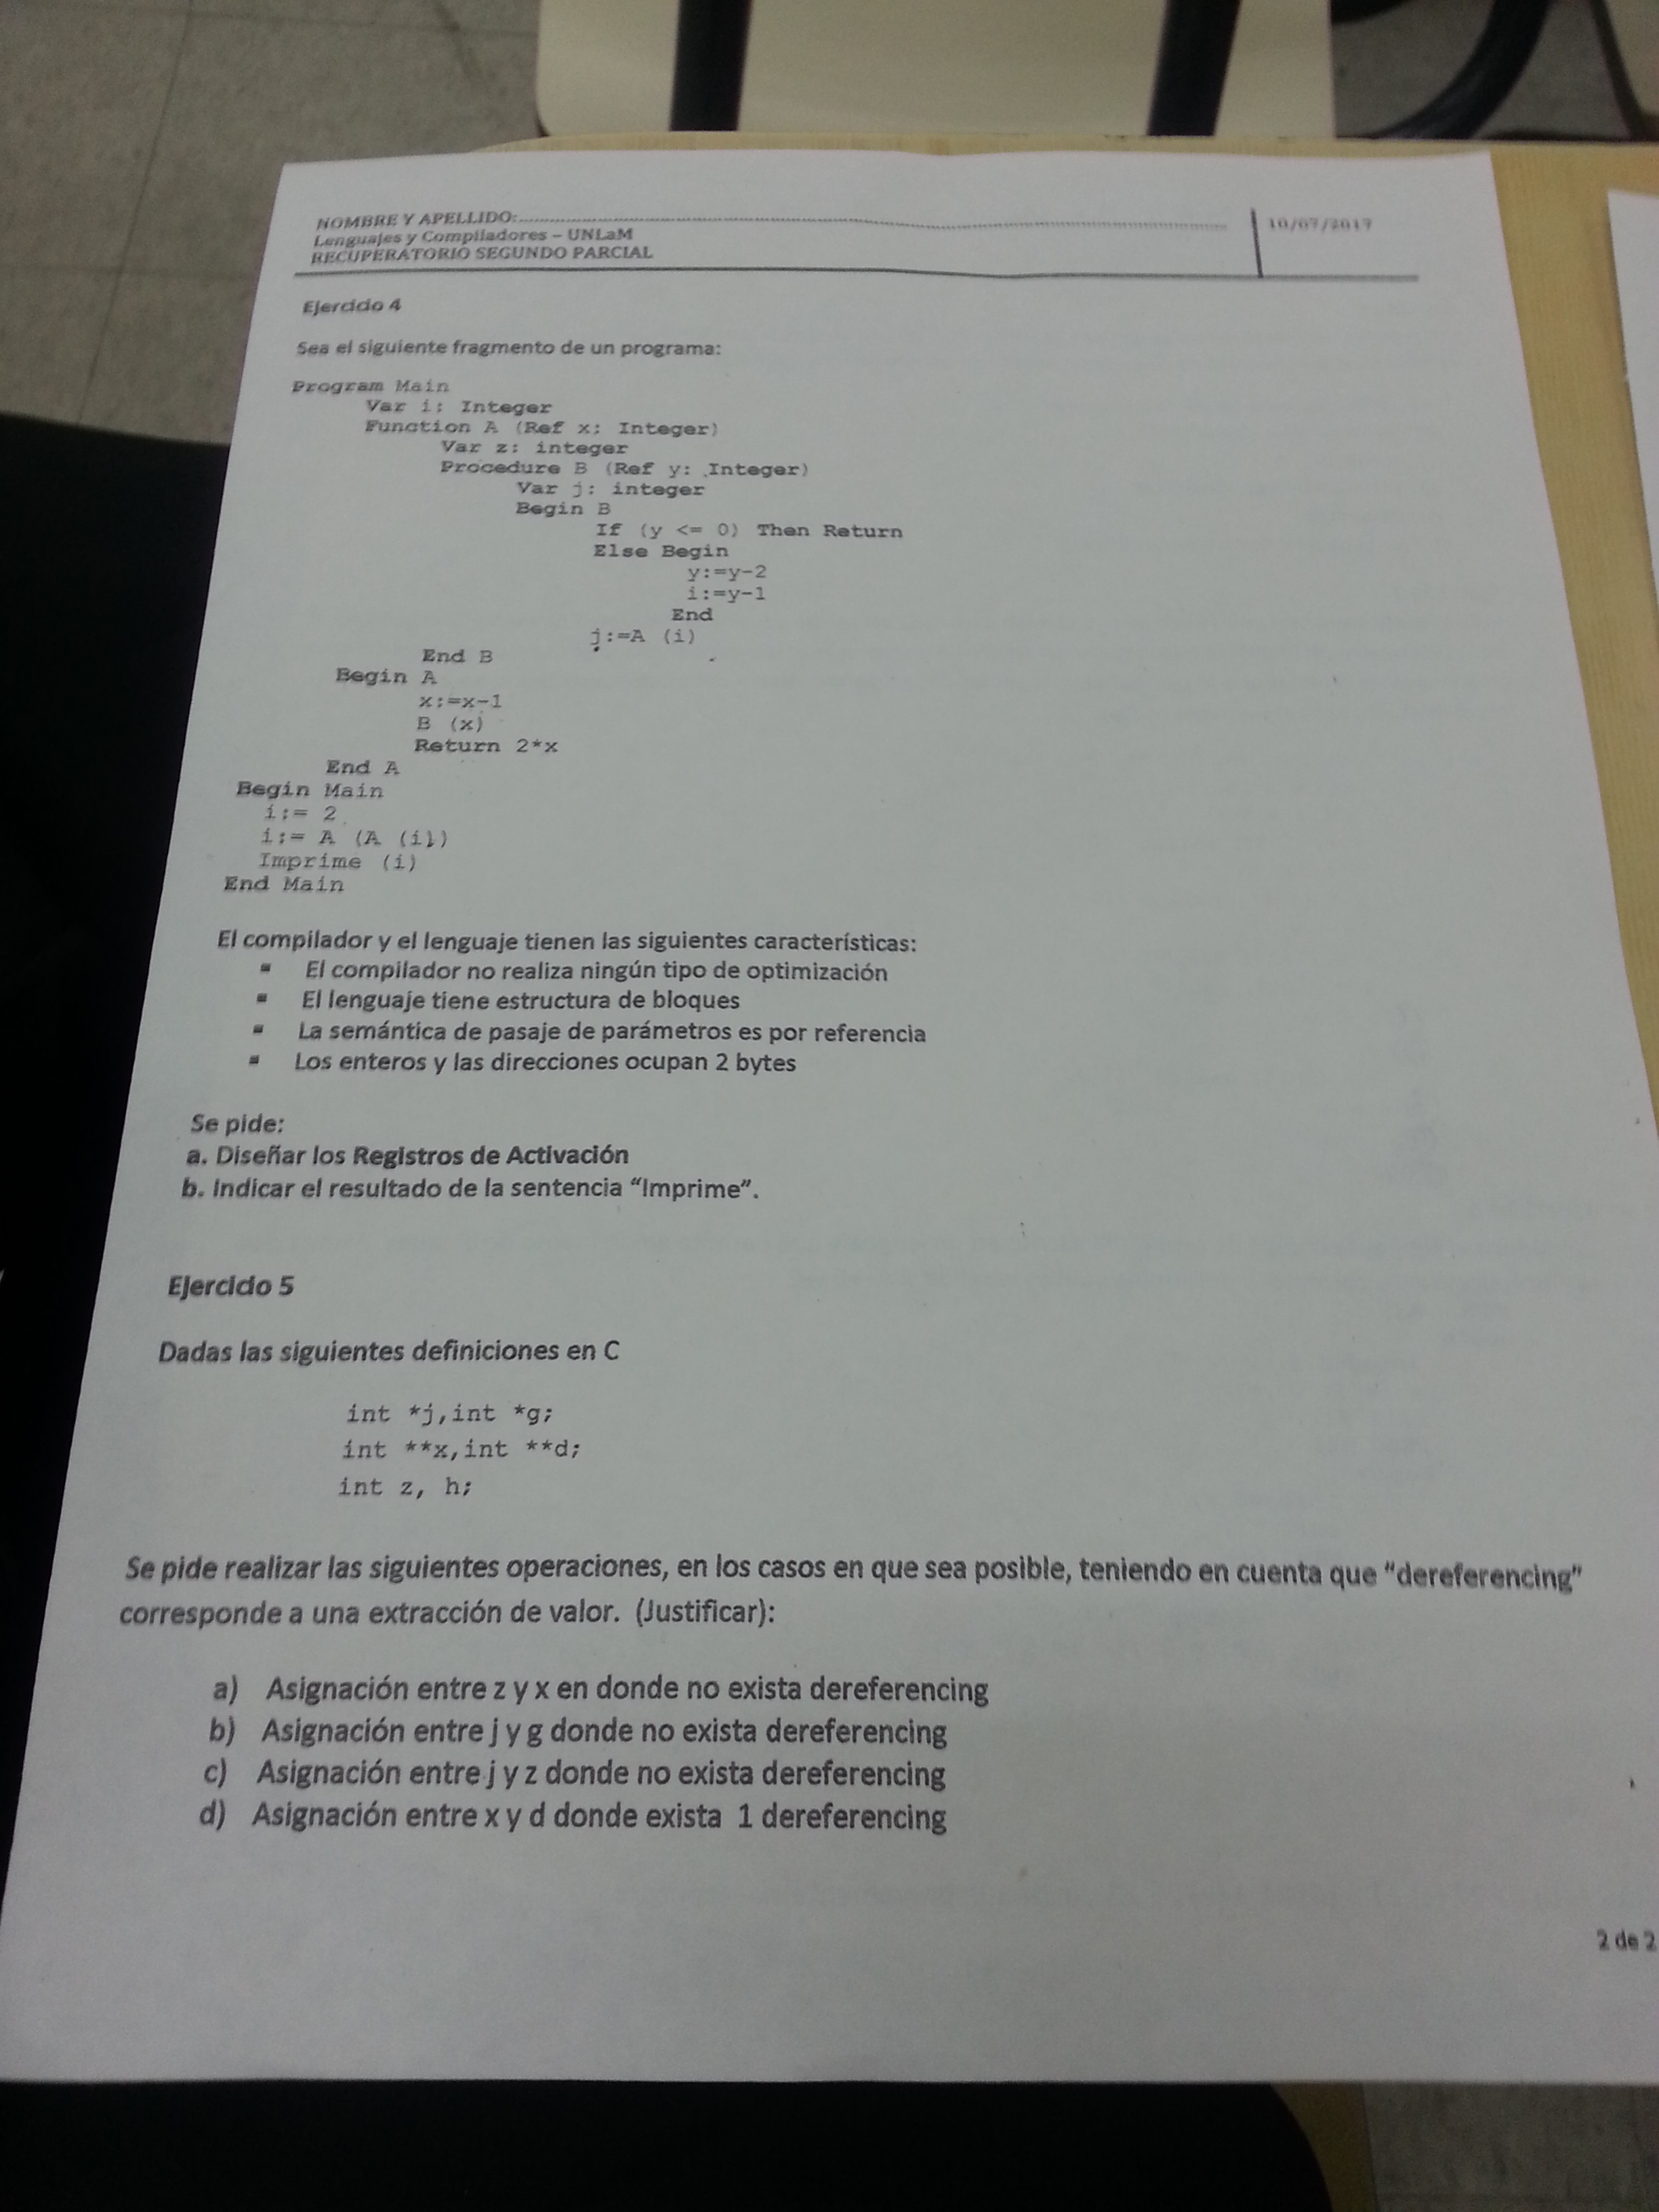 NOMBRE Y APELLIDO:
10/07/2017
Lenguajes y Compiladores – UNLaM
RECUPERATORIO SEGUNDO PARCIAL
Ejercicio 4
Sea el siguiente fragmento de un programa:
Program Main
Var i: Integer
Function A (Ref x: Integer)
Var z: integer
Procedure B (Ref y: Integer)
Var j: integer
Begin B
If (y <= 0) Then Return
Else Begin
y:=y-2
i:=y-1
End
j:=A (i)
End B
Begin A
x:=x-1
B (x)
Return 2*x
End A
Begin Main
i:= 2
i:= A (A (i))
Imprime (i)
End Main
El compilador y el lenguaje tienen las siguientes características:
▪ El compilador no realiza ningún tipo de optimización
▪ El lenguaje tiene estructura de bloques
▪ La semántica de pasaje de parámetros es por referencia
▪ Los enteros y las direcciones ocupan 2 bytes
Se pide:
a. Diseñar los Registros de Activación
b. Indicar el resultado de la sentencia “Imprime”.
Ejercicio 5
Dadas las siguientes definiciones en C
int *j,int *g;
int **x,int **d;
int z, h;
Se pide realizar las siguientes operaciones, en los casos en que sea posible, teniendo en cuenta que “dereferencing”
corresponde a una extracción de valor. (Justificar):
a) Asignación entre z y x en donde no exista dereferencing
b) Asignación entre j y g donde no exista dereferencing
c) Asignación entre j y z donde no exista dereferencing
d) Asignación entre x y d donde exista 1 dereferencing
2 de 2